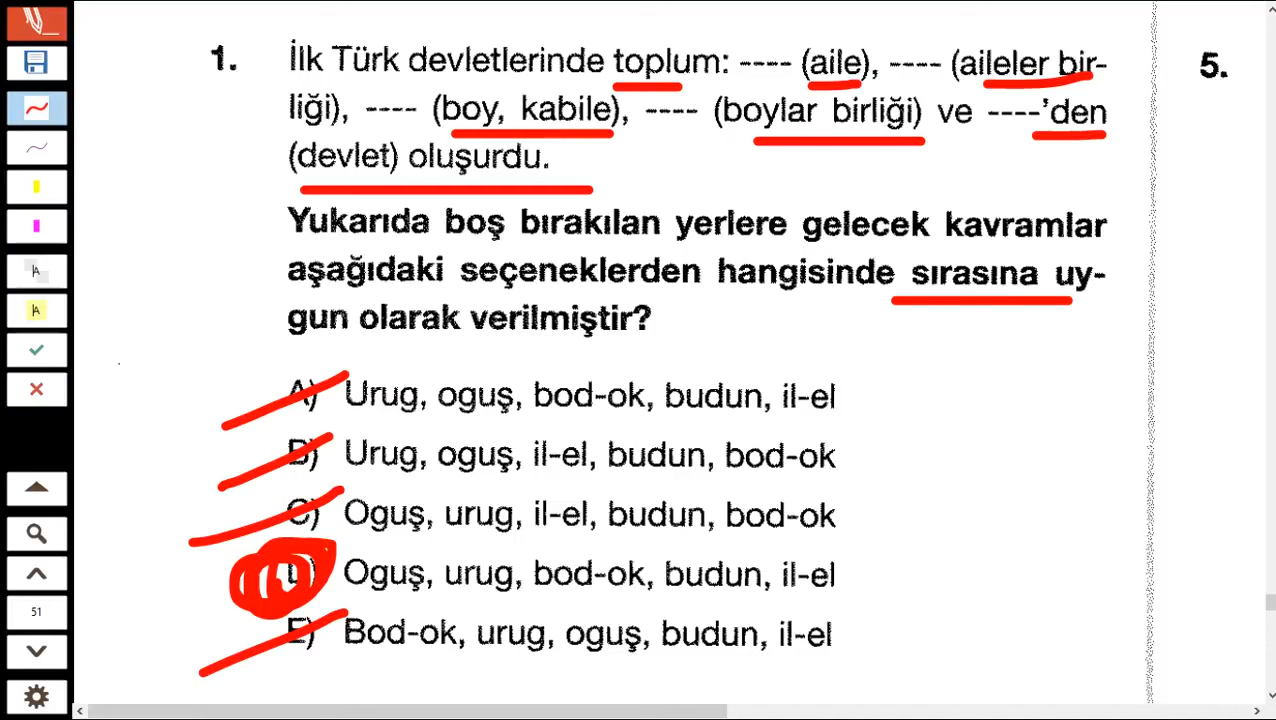 1. İlk Türk devletlerinde toplum: ---- (aile), ---- (aileler bir-
liği), ---- (boy, kabile), ---- (boylar birliği) ve ----’den
(devlet) oluşurdu.
Yukarıda boş bırakılan yerlere gelecek kavramlar
aşağıdaki seçeneklerden hangisinde sırasına uy-
gun olarak verilmiştir?
A) Urug, oguş, bod-ok, budun, il-el
B) Urug, oguş, il-el, budun, bod-ok
C) Oguş, urug, il-el, budun, bod-ok
D) Oguş, urug, bod-ok, budun, il-el
E) Bod-ok, urug, oguş, budun, il-el
5.
A
A
51